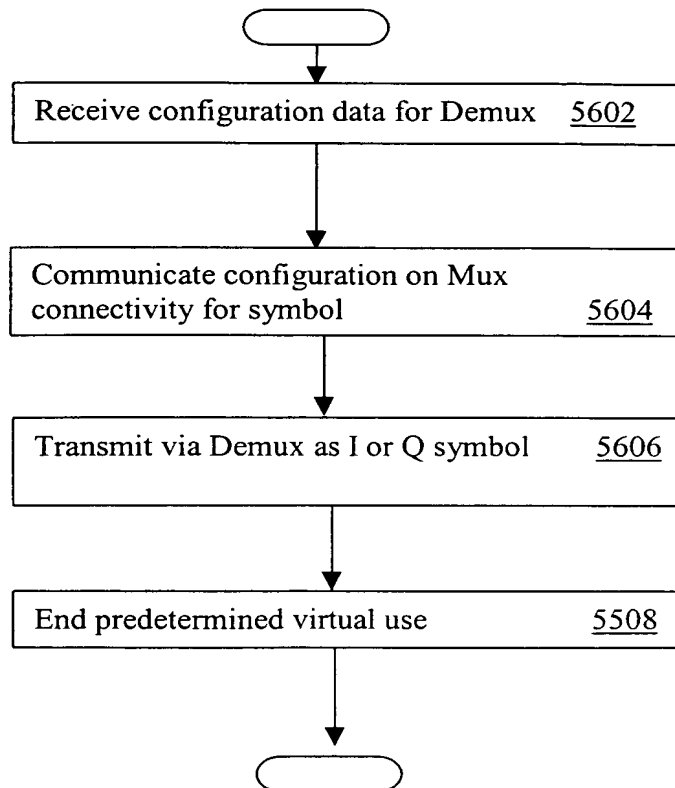 Receive configuration data for Demux 5602
Communicate configuration on Mux
connectivity for symbol 5604
Transmit via Demux as I or Q symbol 5606
End predetermined virtual use 5508